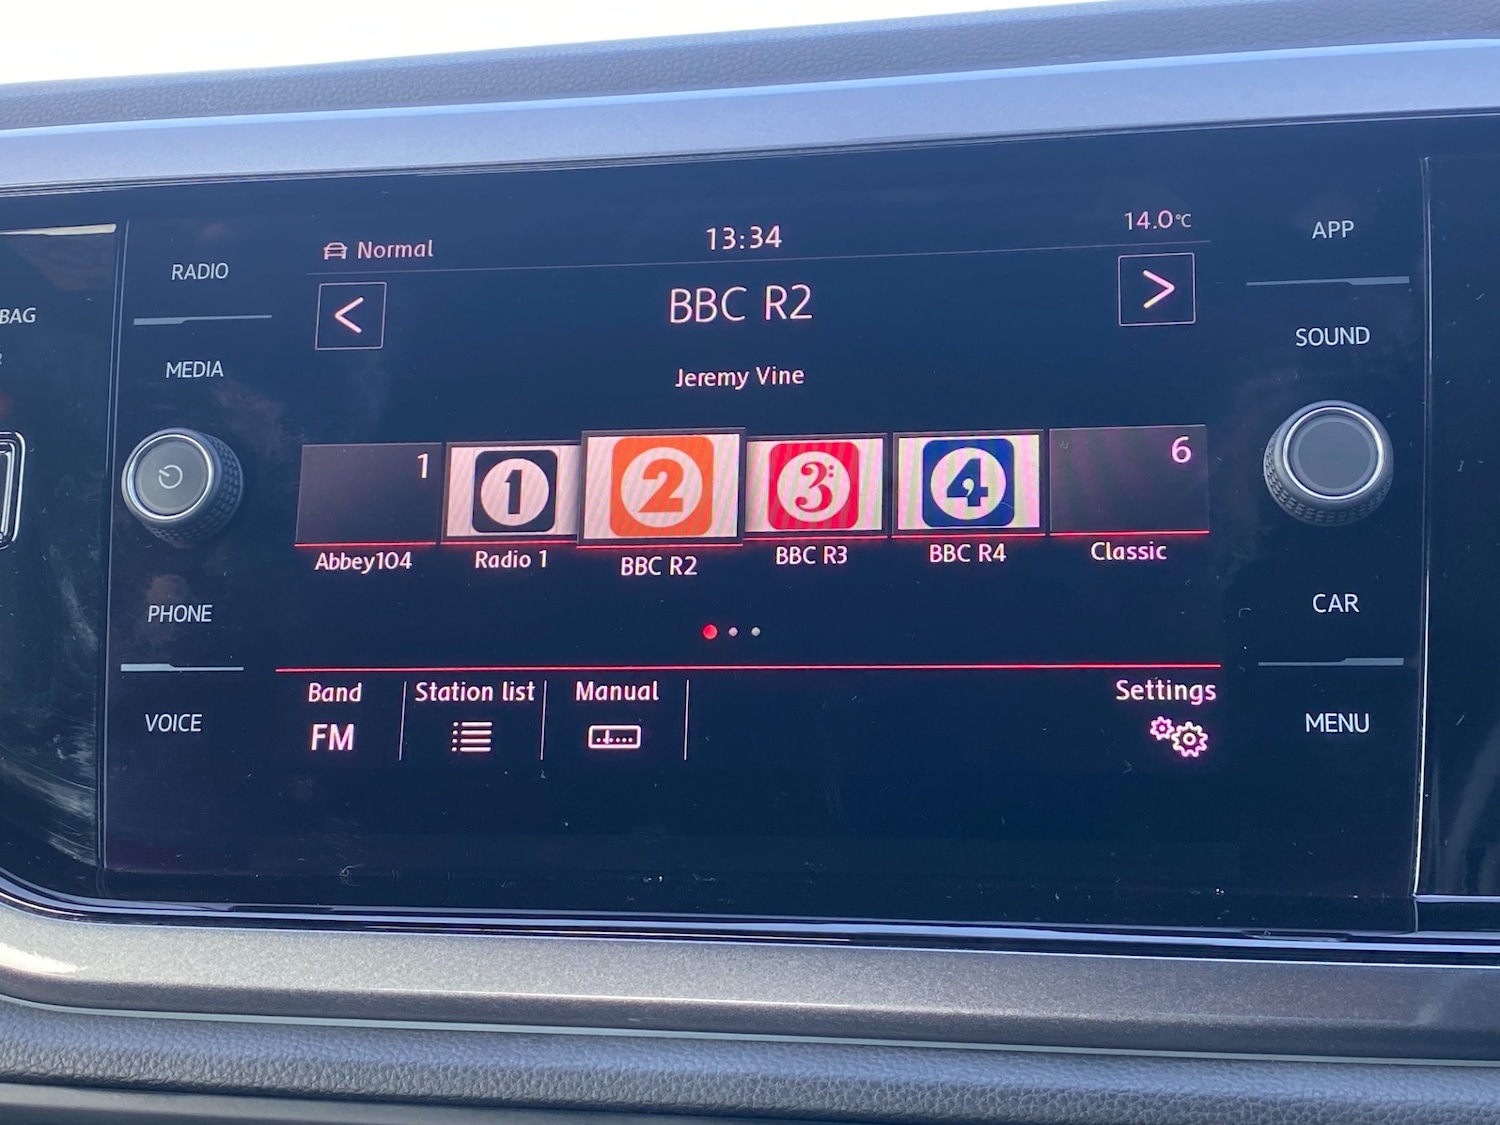 BAG
RADIO
MEDIA
PHONE
VOICE
Normal
13:34
14.0°C
<
BBC R2
>
Jeremy Vine
1
1
2
3
4
6
Abbey104
Radio 1
BBC R2
BBC R3
BBC R4
Classic
Band
Station list
Manual
Settings
FM
APP
SOUND
CAR
MENU